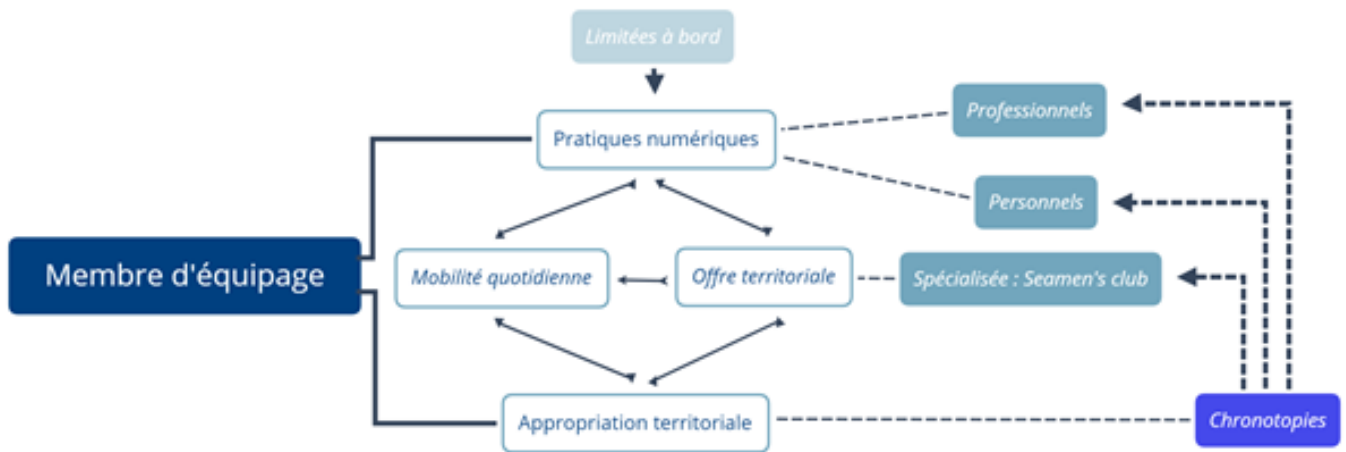 Limitées à bord
Professionnels
Pratiques numériques
Personnels
Membre d'équipage
Mobilité quotidienne
Offre territoriale
Spécialisée : Seamen's club
Appropriation territoriale
Chronotopies